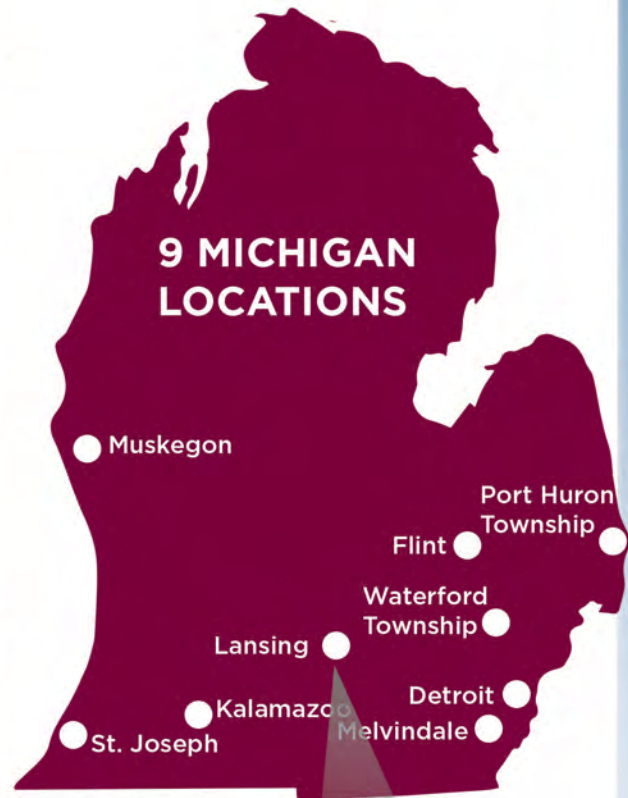 9 MICHIGAN
LOCATIONS
Muskegon
Port Huron
Township
Flint
Waterford
Township
Lansing
Detroit
Kalamazoo
Melvindale
St. Joseph